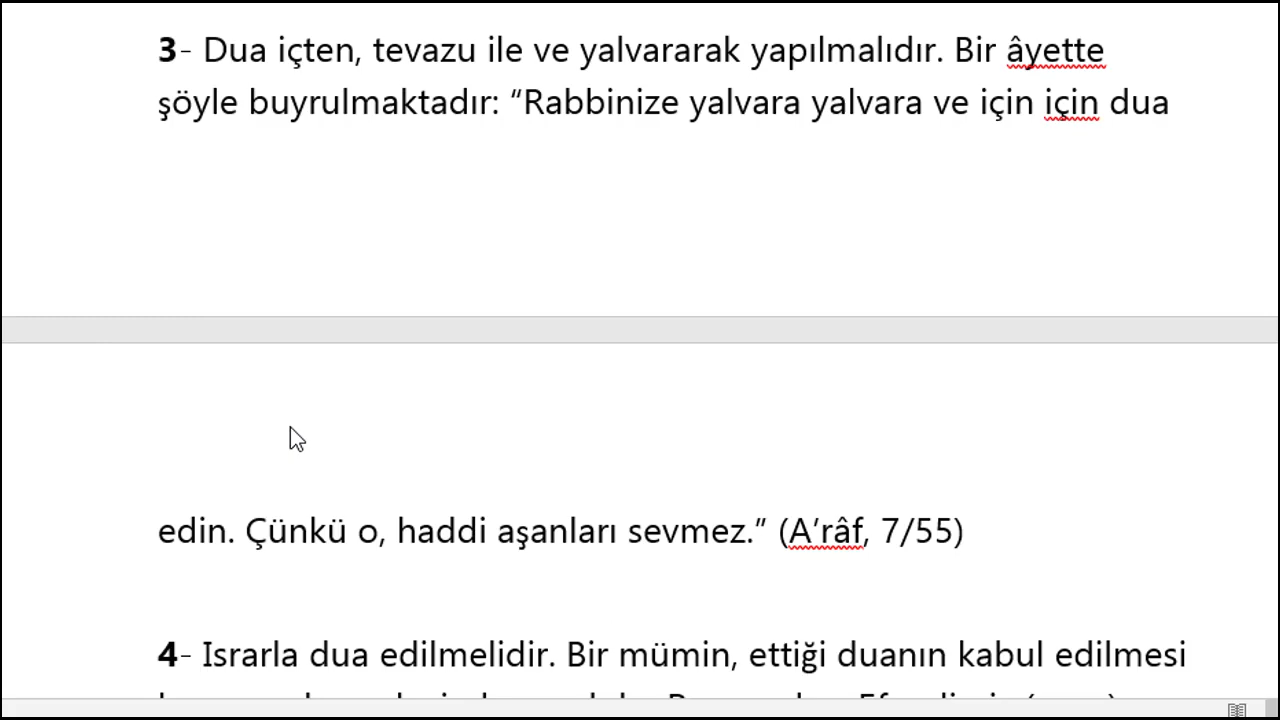 3- Dua içten, tevazu ile ve yalvararak yapılmalıdır. Bir âyette
şöyle buyrulmaktadır: “Rabbinize yalvara yalvara ve için için dua
edin. Çünkü o, haddi aşanları sevmez.” (A’râf, 7/55)
4- Israrla dua edilmelidir. Bir mümin, ettiği duanın kabul edilmesi